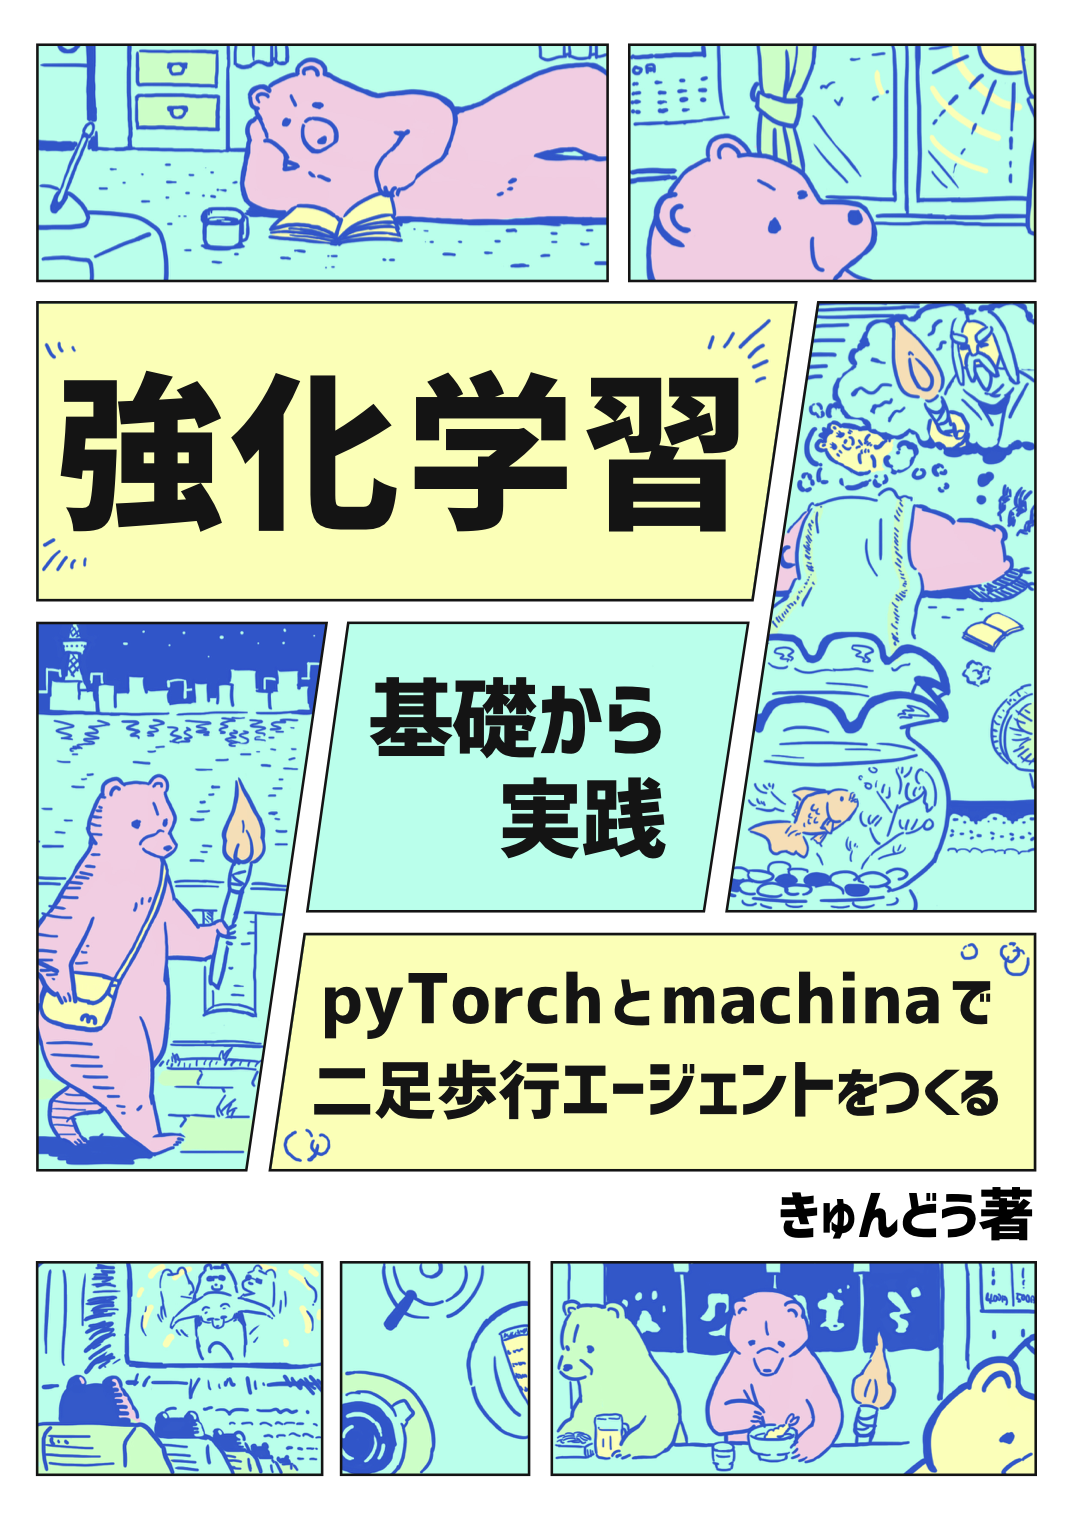 強化学習
基礎から
実践
pyTorchとmachinaで
二足歩行エージェントをつくる
きゅんどう著